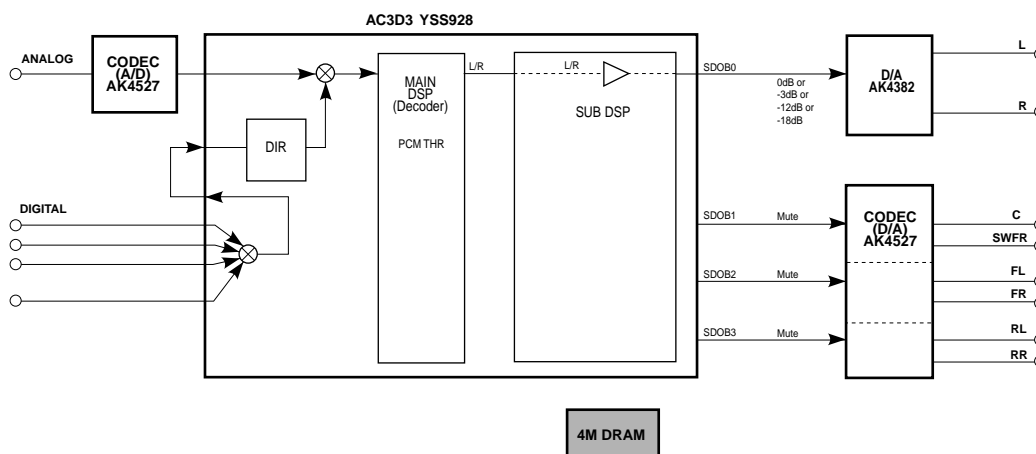 AC3D3 YSS928
ANALOG
CODEC
(A/D)
AK4527
MAIN
DSP
(Decoder)
PCM THR
L/R
L/R
SUB DSP
SDOB0
0dB or
-3dB or
-12dB or
-18dB
D/A
AK4382
L
R
DIR
DIGITAL
SDOB1
Mute
SDOB2
Mute
SDOB3
Mute
CODEC
(D/A)
AK4527
C
SWFR
FL
FR
RL
RR
4M DRAM